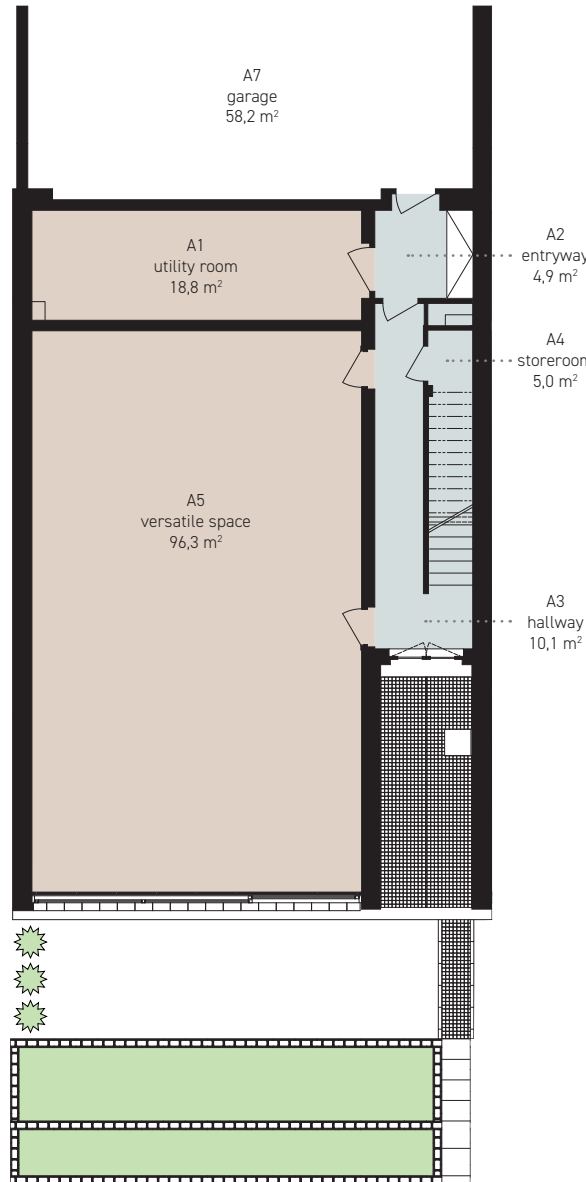 A7
garage
58,2 m²
A1
utility room
18,8 m²
A2
entryway
4,9 m²
A4
storeroom
5,0 m²
A5
versatile space
96,3 m²
A3
hallway
10,1 m²